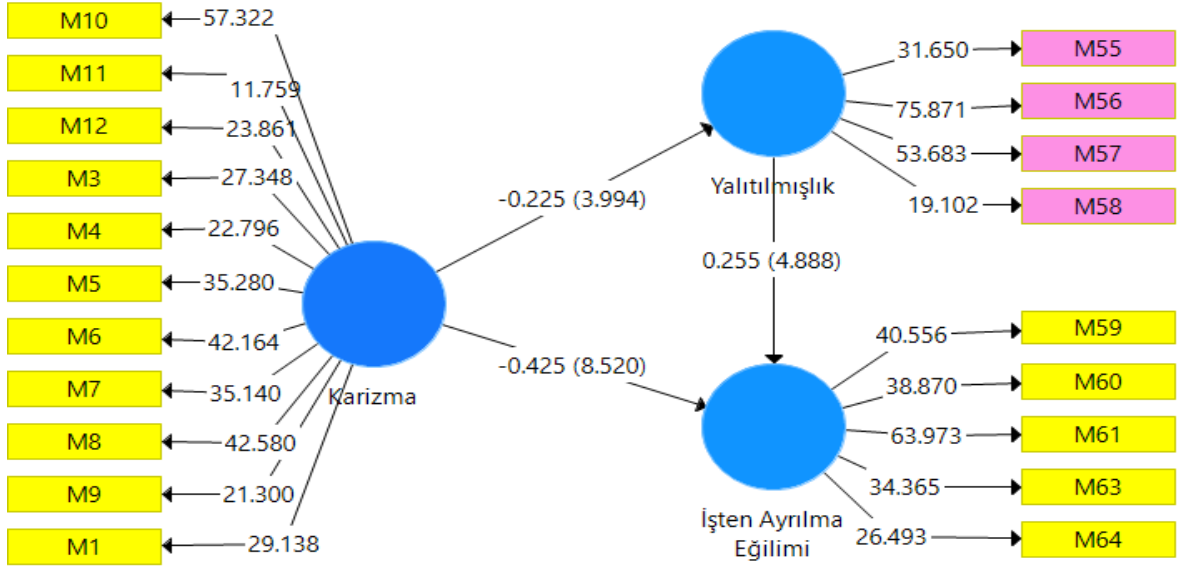 M10
57.322
M11
11.759
M12
23.861
M3
27.348
M4
22.796
M5
35.280
M6
42.164
M7
35.140
M8
42.580
M9
21.300
M1
29.138
Karizma
-0.225 (3.994)
-0.425 (8.520)
Yalıtılmışlık
0.255 (4.888)
31.650
M55
75.871
M56
53.683
M57
19.102
M58
İşten Ayrılma
Eğilimi
40.556
M59
38.870
M60
63.973
M61
34.365
M63
26.493
M64